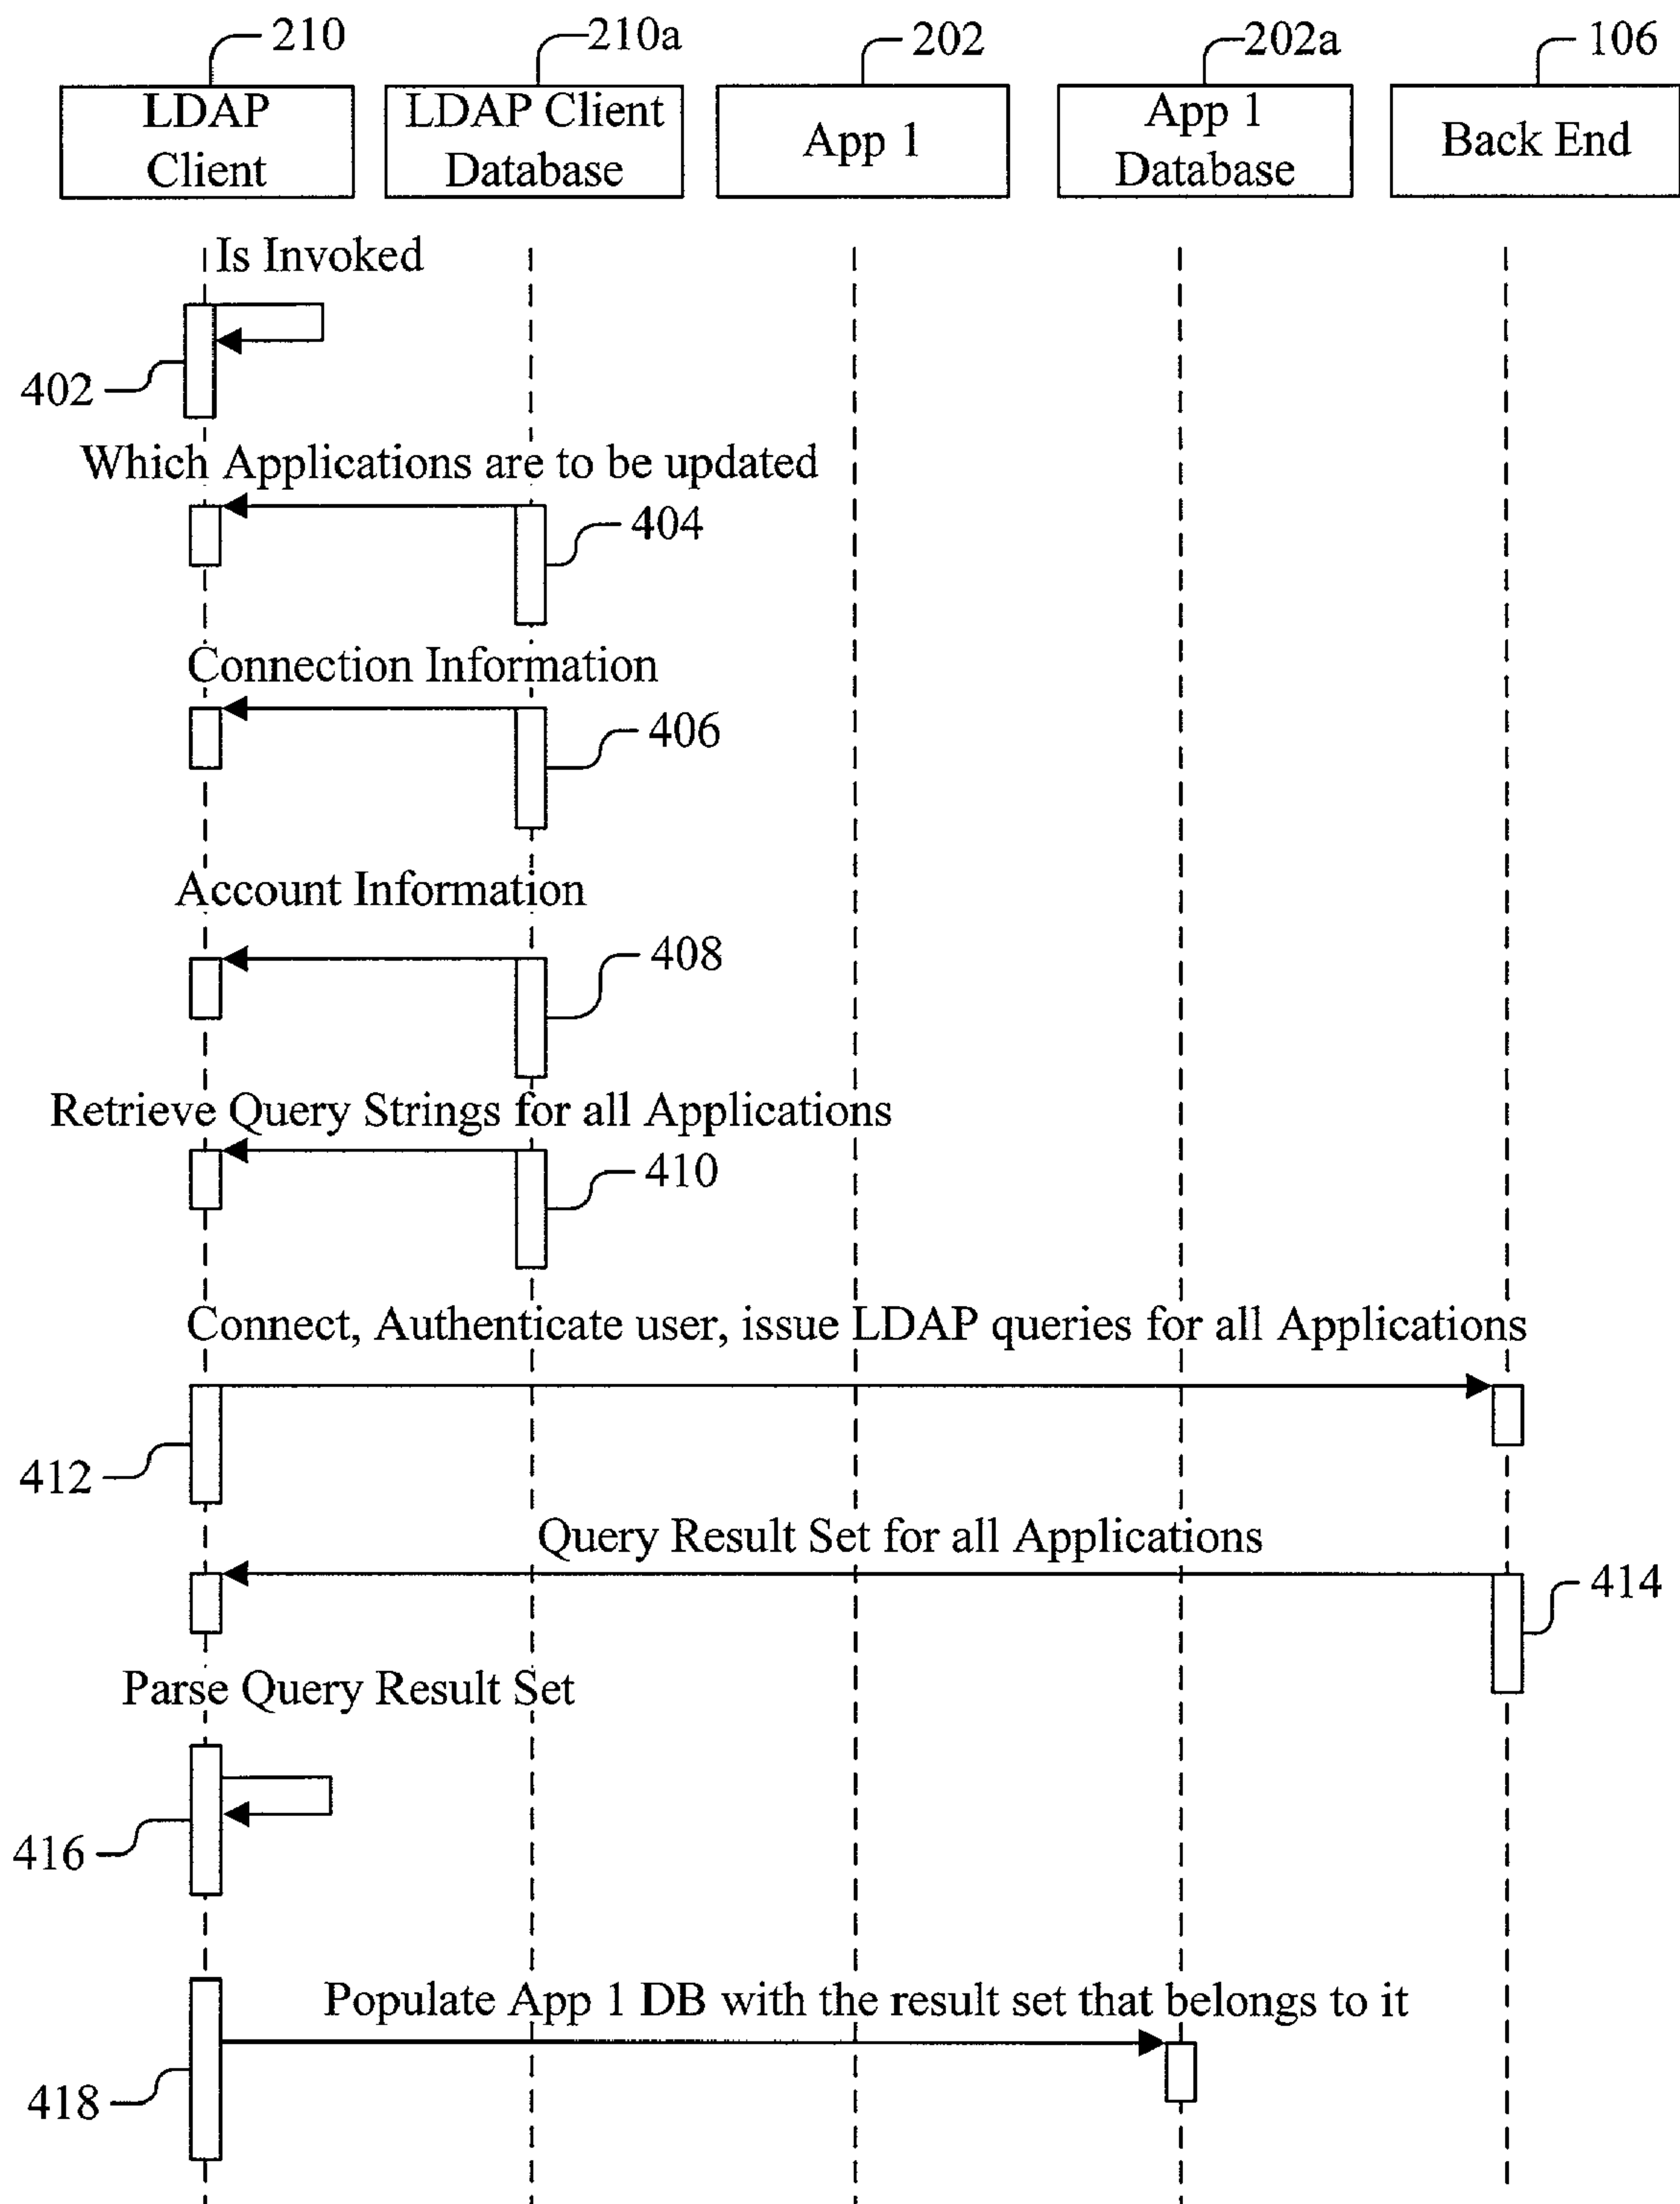 210
210a
202
202a
106
LDAP
Client
LDAP Client
Database
App 1
App 1
Database
Back End
Is Invoked
402
Which Applications are to be updated
404
Connection Information
406
Account Information
408
Retrieve Query Strings for all Applications
410
Connect, Authenticate user, issue LDAP queries for all Applications
412
Query Result Set for all Applications
414
Parse Query Result Set
416
Populate App 1 DB with the result set that belongs to it
418